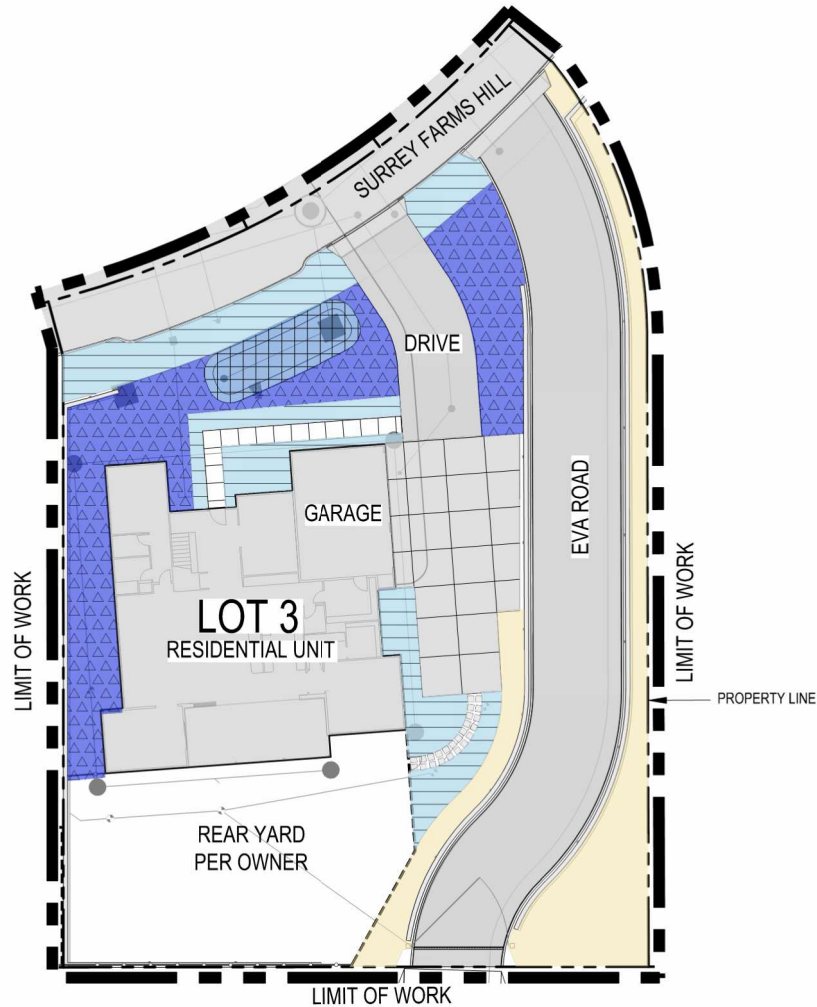 SURREY FARMS HILL
DRIVE
EVA ROAD
GARAGE
LOT 3
RESIDENTIAL UNIT
LIMIT OF WORK
LIMIT OF WORK
PROPERTY LINE
REAR YARD
PER OWNER
LIMIT OF WORK